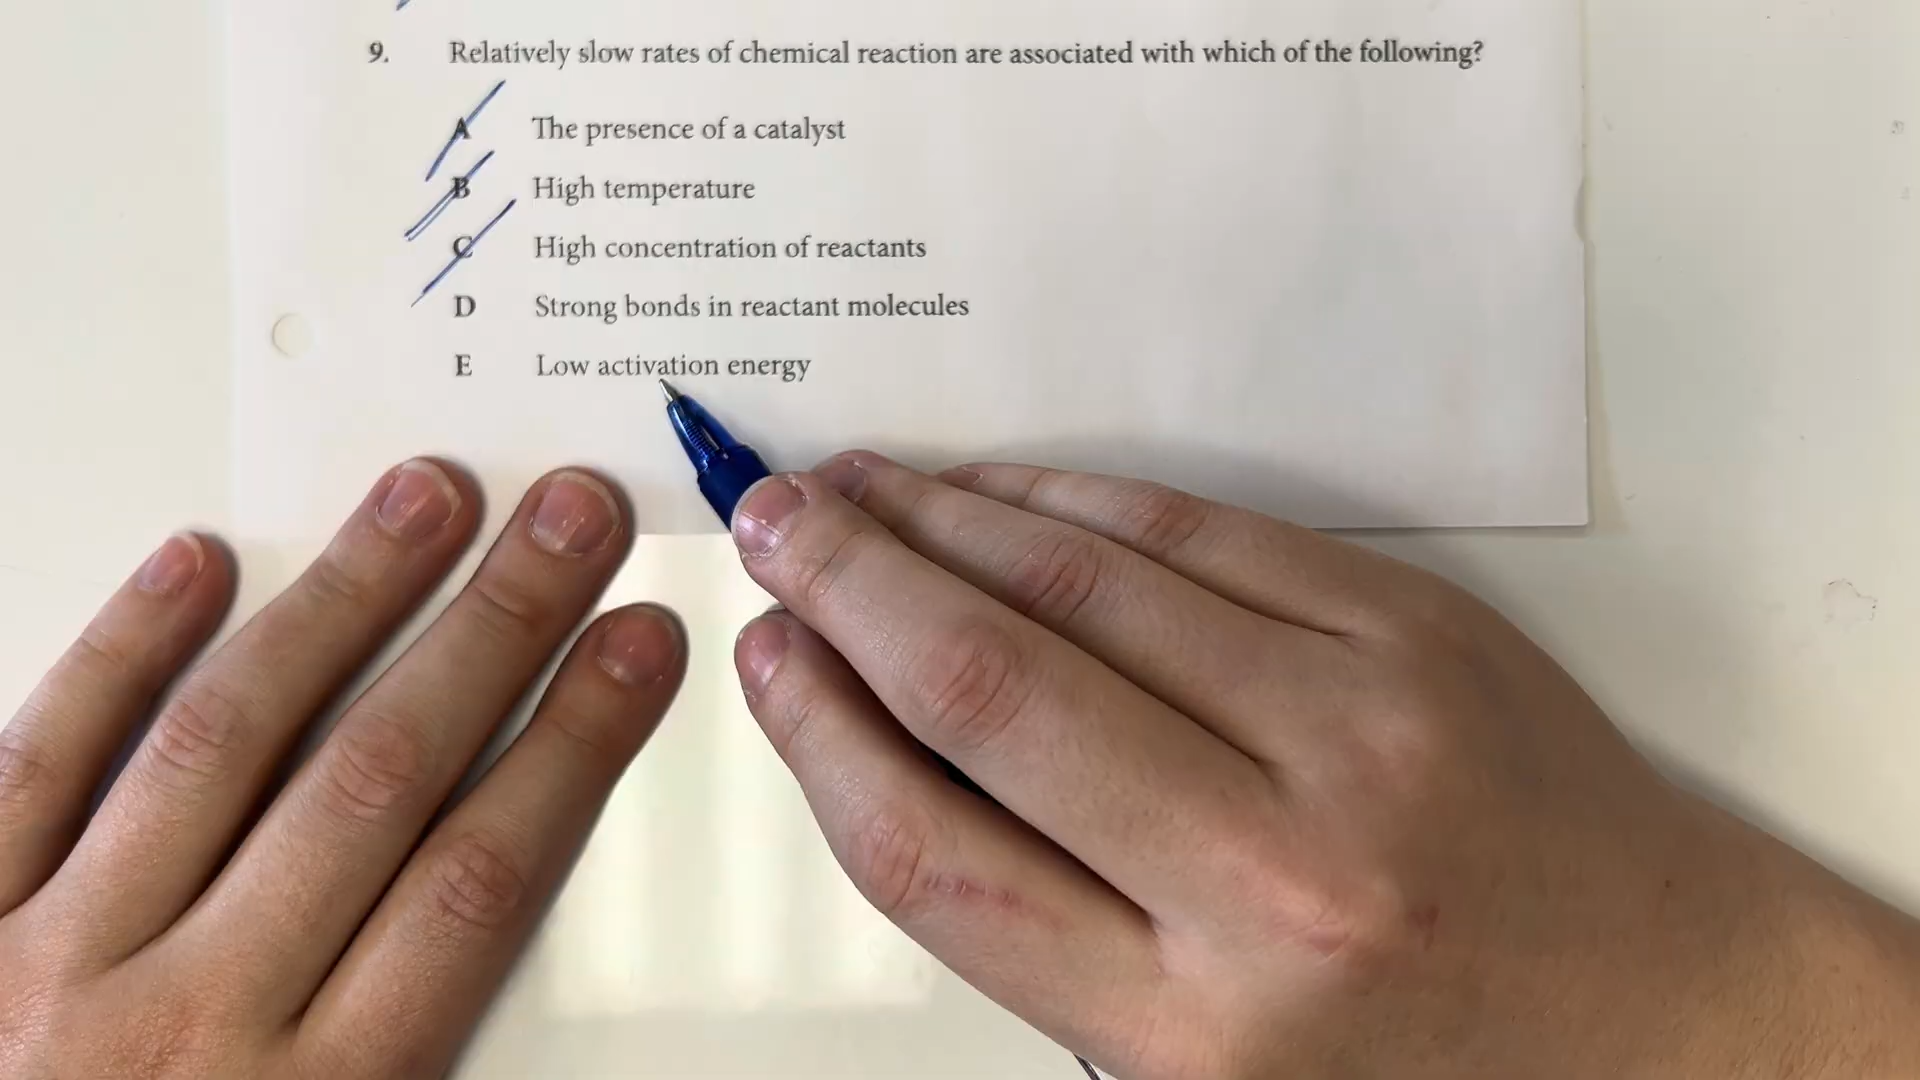 9. Relatively slow rates of chemical reaction are associated with which of the following?
A The presence of a catalyst
B High temperature
C High concentration of reactants
D Strong bonds in reactant molecules
E Low activation energy